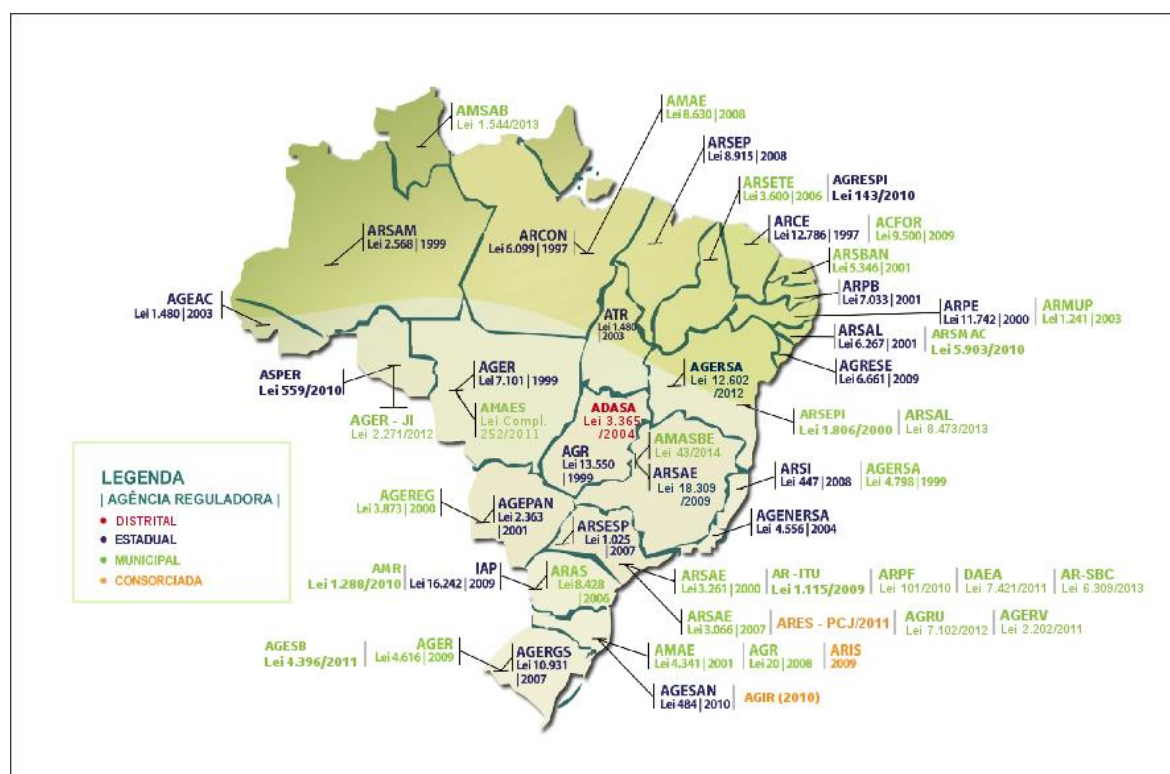 AMSAB
Lei 1.544/2013
AMAE
Lei 8.630 | 2008
ARSEP
Lei 8.915 | 2008
ARSETE
Lei 3.600 | 2006
AGRESPI
Lei 143/2010
ARCE
Lei 12.786 | 1997
ACFOR
Lei 9.500 | 2009
ARSAM
Lei 2.568 | 1999
ARCON
Lei 6.099 | 1997
ARSBAN
Lei 5.346 | 2001
ARPB
Lei 7.033 | 2001
AGEAC
Lei 1.480 | 2003
ATR
Lei 1.480
2003
ARPE
Lei 11.742 | 2000
ARMUP
Lei 1.241 | 2003
ARSAL
Lei 6.267 | 2001
ARSMAC
Lei 5.903/2010
ASPER
Lei 559/2010
AGER
Lei 7.101 | 1999
AGERSA
Lei 12.602
/2012
AGRESE
Lei 6.661 | 2009
AGER - JI
Lei 2.271/2012
AMAES
Lei Compl.
252/2011
ADASA
Lei 3.365
/2004
ARSEPI
Lei 1.806/2000
ARSAL
Lei 8.473/2013
AMASBE
Lei 43/2014
AGR
Lei 13.550
1999
ARSAE
Lei 18.309
/2009
ARSI
Lei 447 | 2008
AGERSA
Lei 4.798 | 1999
LEGENDA
| AGÊNCIA REGULADORA |
DISTRITAL
ESTADUAL
MUNICIPAL
CONSORCIADA
AGEREG
Lei 3.873 | 2000
AGEPAN
Lei 2.363
| 2001
ARSESP
Lei 1.025
| 2007
AGENERSA
Lei 4.556 | 2004
AMR
Lei 1.288/2010
IAP
Lei 16.242 | 2009
ARAS
Lei 8.428
| 2006
ARSAE
Lei 3.261 | 2000
AR -ITU
Lei 1.115/2009
ARPF
Lei 101/2010
DAEA
Lei 7.421/2011
AR-SBC
Lei 6.309/2013
ARSAE
Lei 3.066 | 2007
ARES - PCJ/2011
AGRU
Lei 7.102/2012
AGERV
Lei 2.202/2011
AGESB
Lei 4.396/2011
AGER
Lei 4.616 | 2009
AGERGS
Lei 10.931
| 2007
AMAE
Lei 4.341 | 2001
AGR
Lei 20 | 2008
ARIS
2009
AGESAN
Lei 484 | 2010
AGIR (2010)